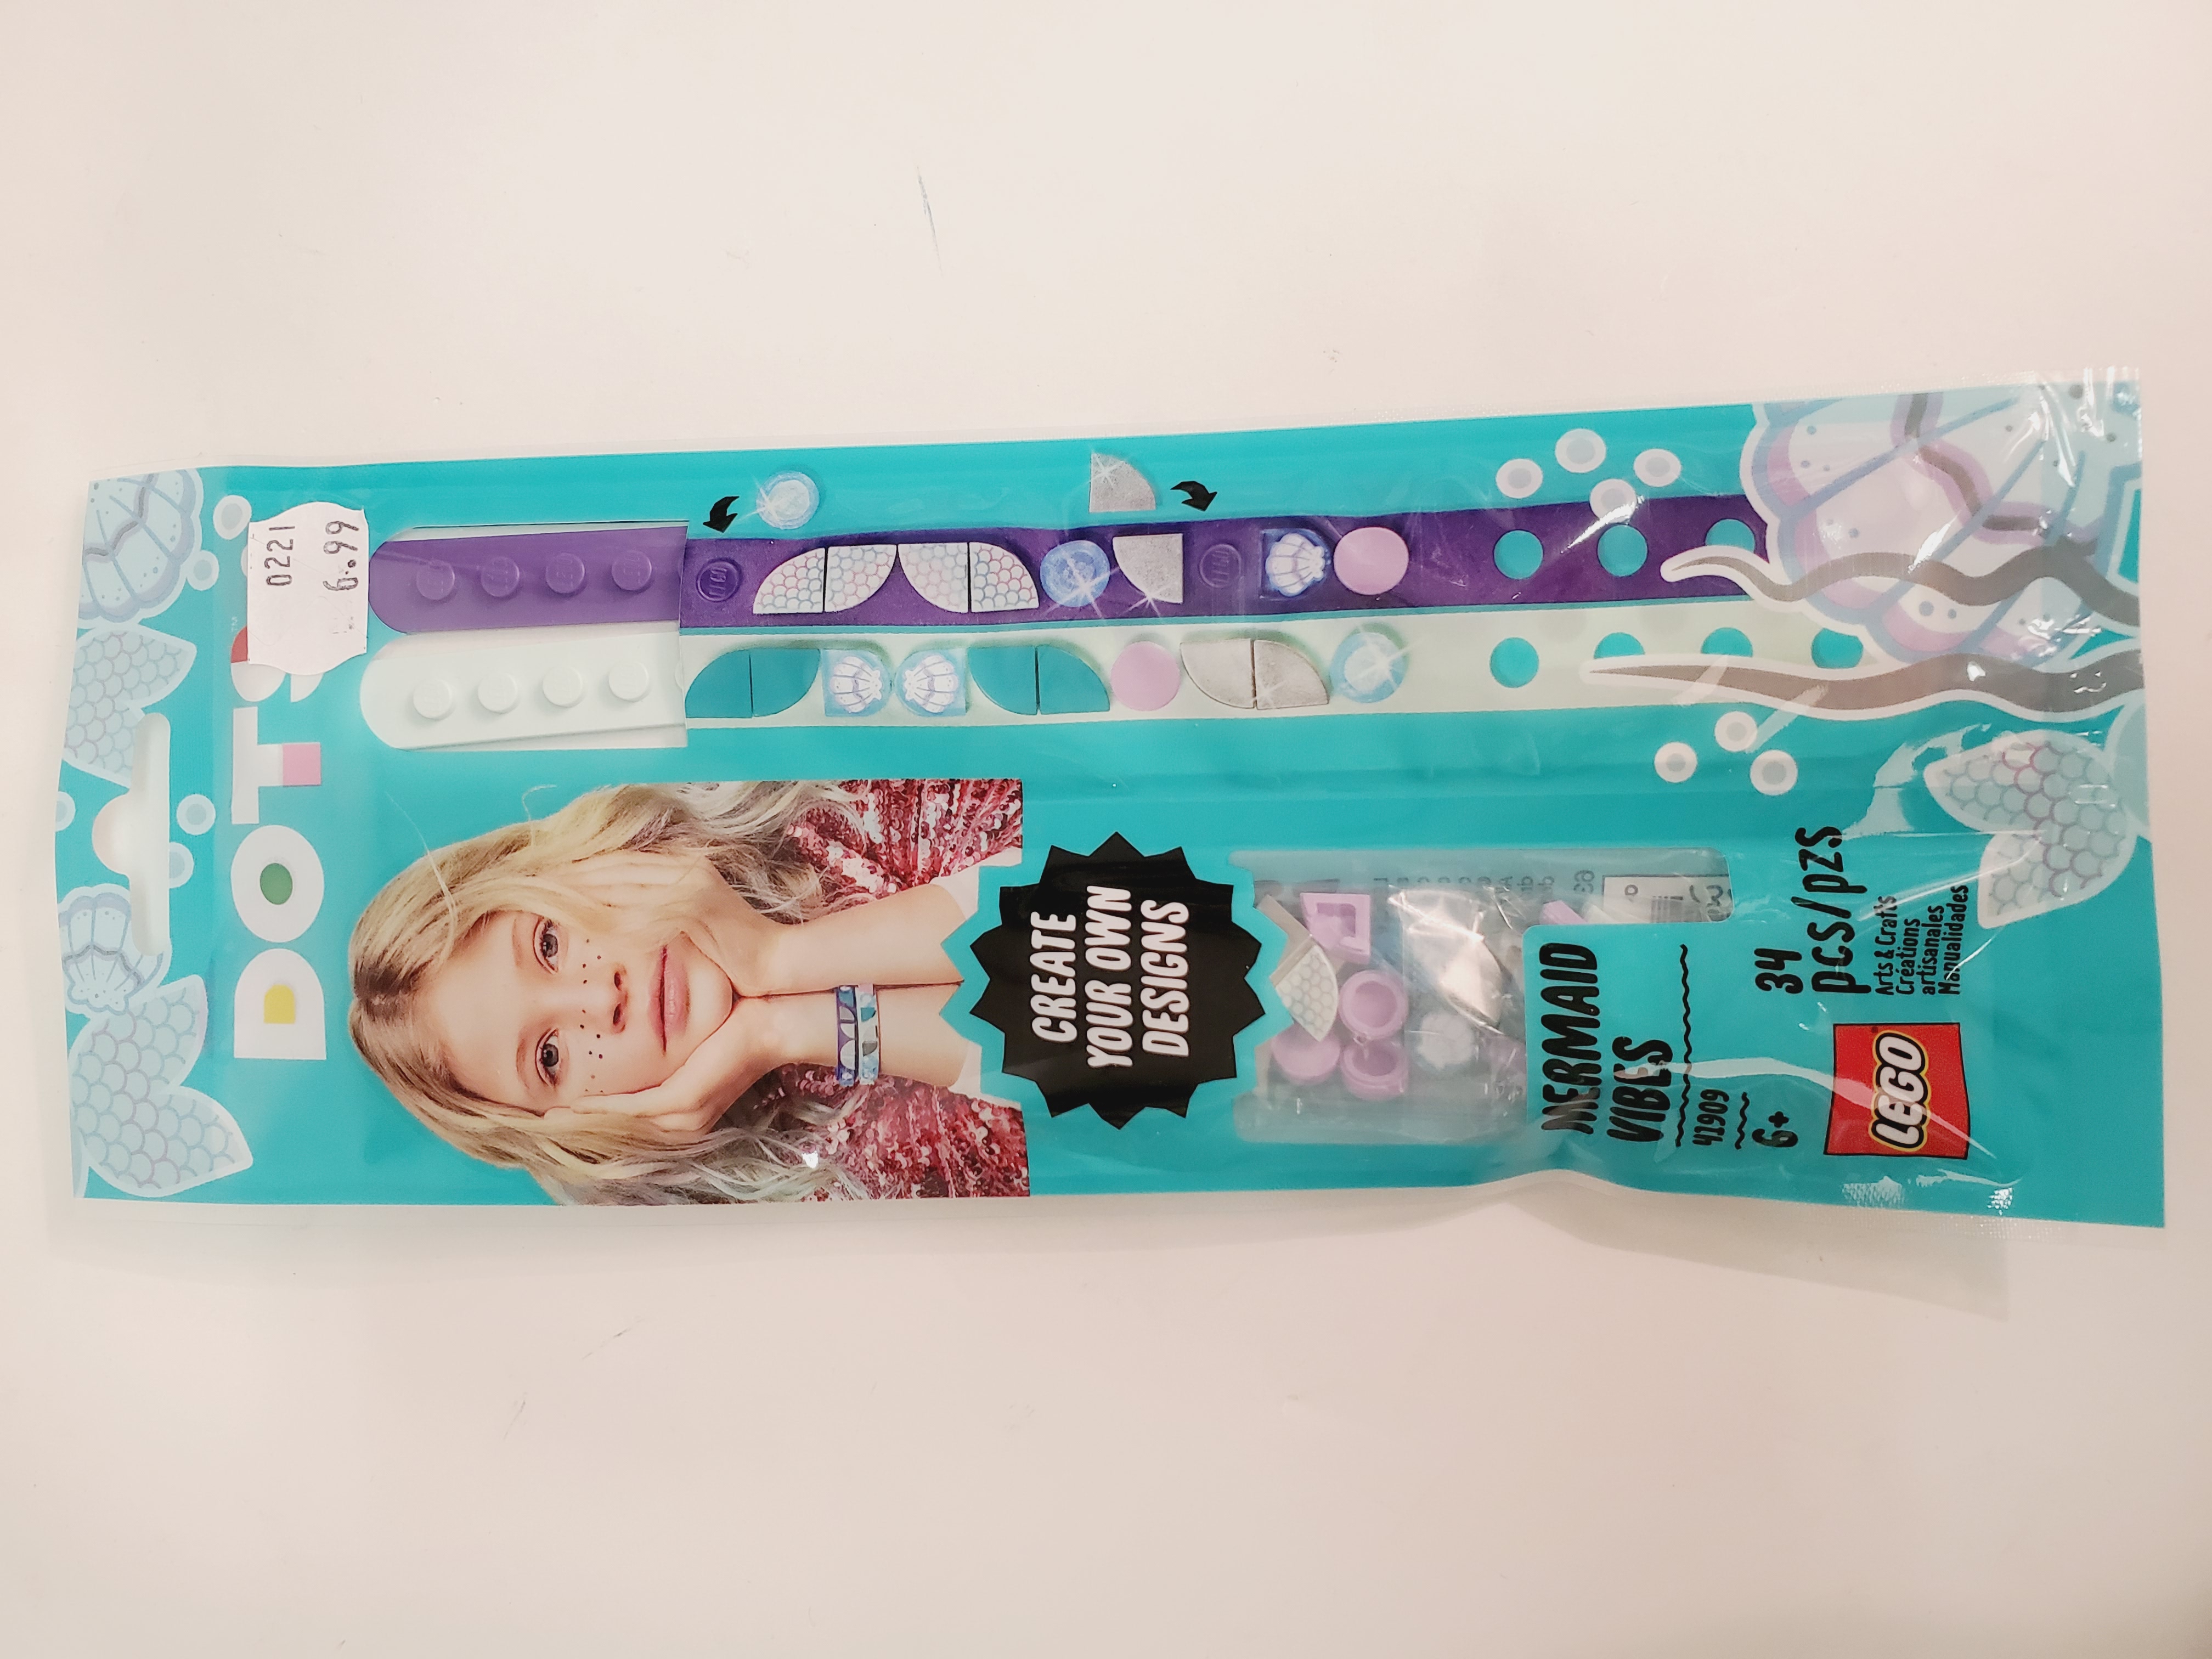 0221
6.99
DOTS
CREATE
YOUR OWN
DESIGNS
MERMAID
VIBES
41909
6+
34
pcs/pzs
Arts & Crafts
Créations
artisanales
Manualidades
LEGO